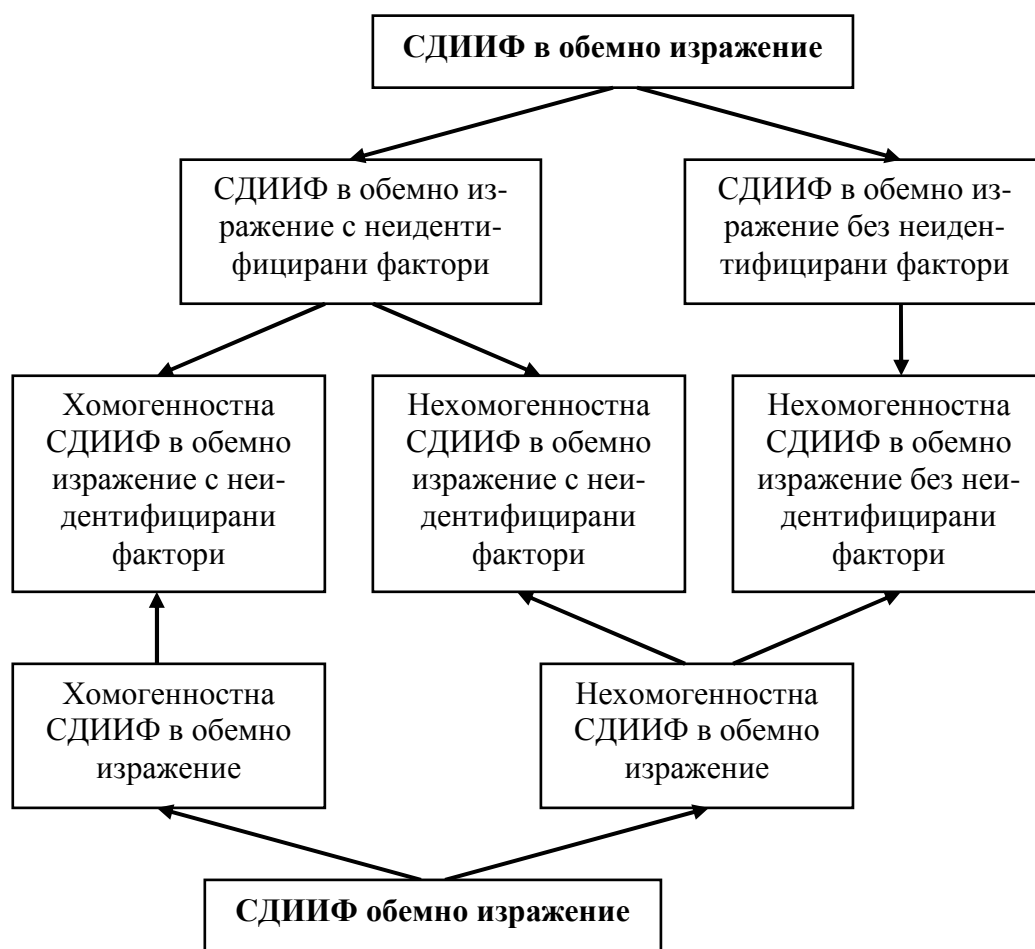 СДИИФ в обемно изражение
СДИИФ в обемно из-
ражение с неиденти-
фицирани фактори
СДИИФ в обемно из-
ражение без неиден-
тифицирани фактори
Хомогенностна
СДИИФ в обемно
изражение с неи-
дентифицирани
фактори
Нехомогенностна
СДИИФ в обемно
изражение с неи-
дентифицирани
фактори
Нехомогенностна
СДИИФ в обемно
изражение без неи-
дентифицирани
фактори
Хомогенностна
СДИИФ в обемно
изражение
Нехомогенностна
СДИИФ в обемно
изражение
СДИИФ обемно изражение